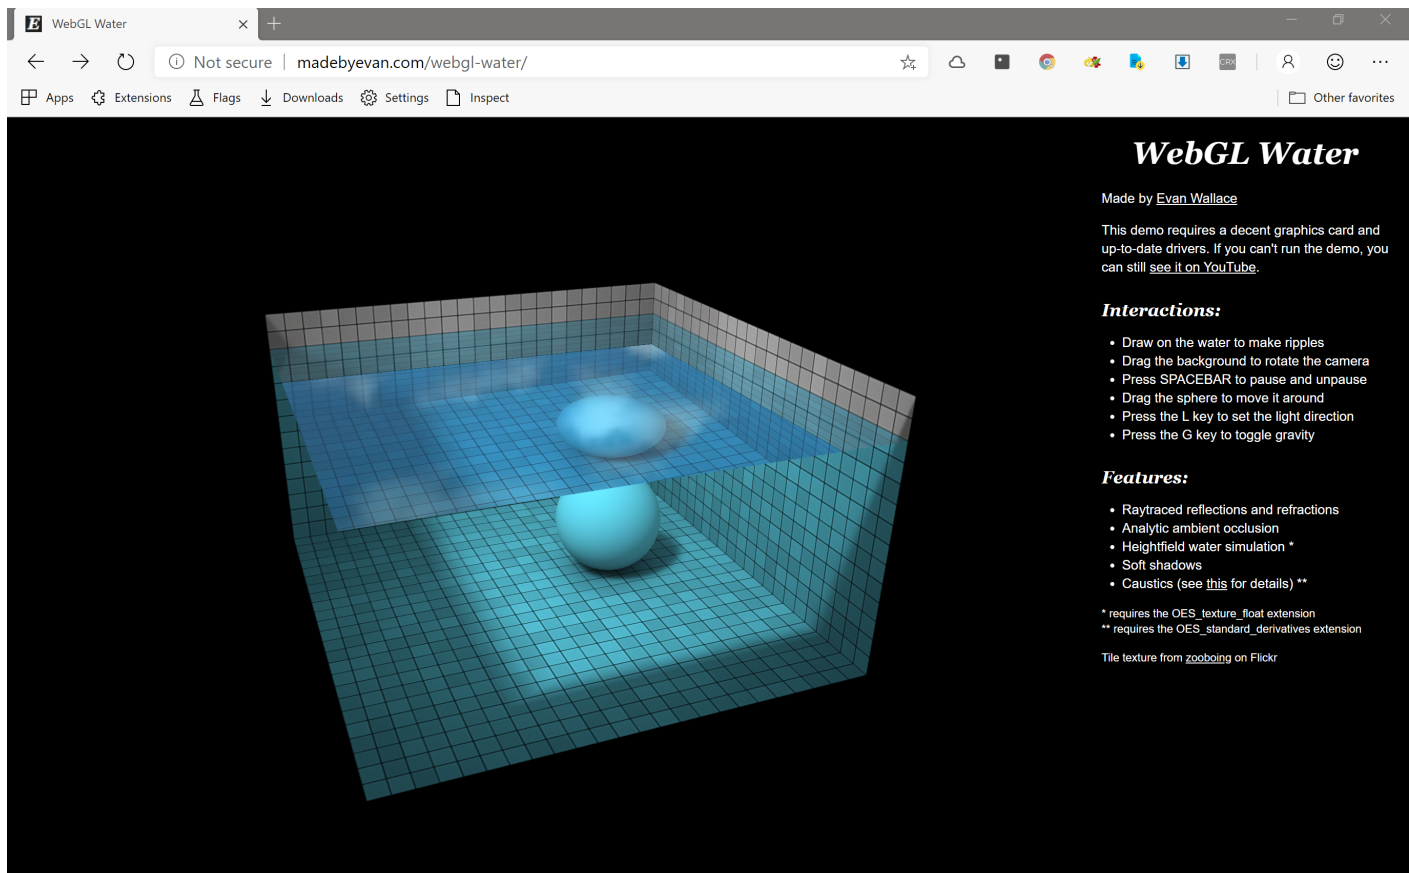 E WebGL Water
Not secure madebyevan.com/webgl-water/
CRX
Apps Extensions Flags Downloads Settings Inspect Other favorites
WebGL Water
Made by Evan Wallace
This demo requires a decent graphics card and
up-to-date drivers. If you can't run the demo, you
can still see it on YouTube.
Interactions:
• Draw on the water to make ripples
• Drag the background to rotate the camera
• Press SPACEBAR to pause and unpause
• Drag the sphere to move it around
• Press the L key to set the light direction
• Press the G key to toggle gravity
Features:
• Raytraced reflections and refractions
• Analytic ambient occlusion
• Heightfield water simulation *
• Soft shadows
• Caustics (see this for details) **
* requires the OES_texture_float extension
** requires the OES_standard_derivatives extension
Tile texture from zooboing on Flickr